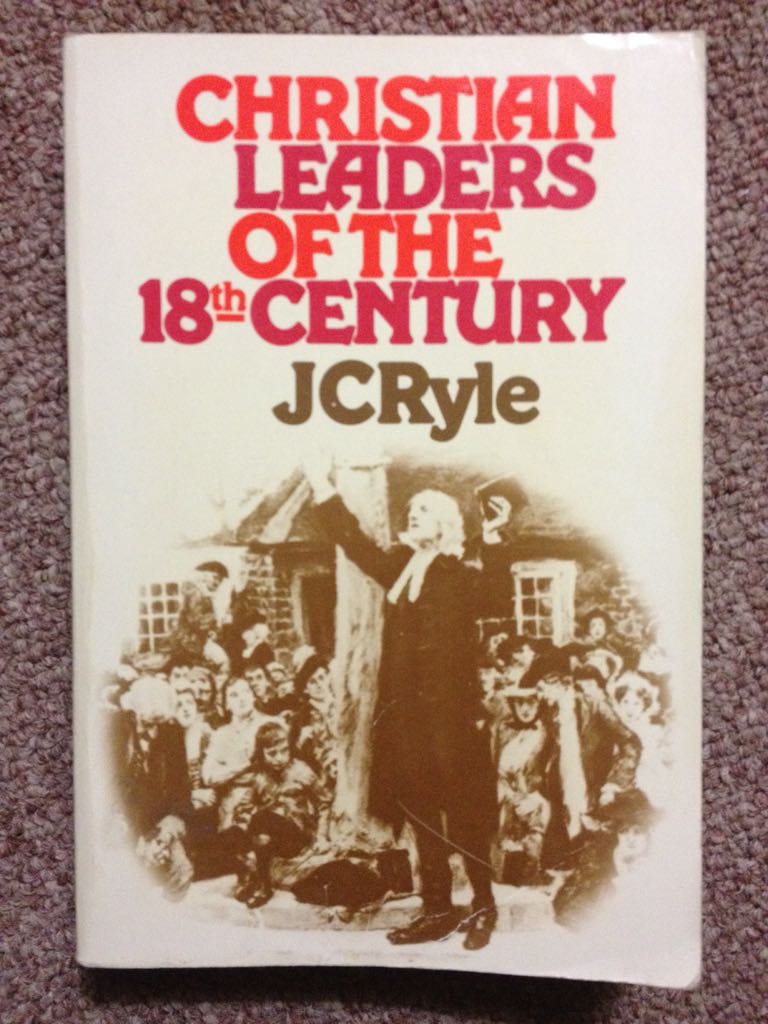 CHRISTIAN
LEADERS
OF THE
18th CENTURY
JCRyle